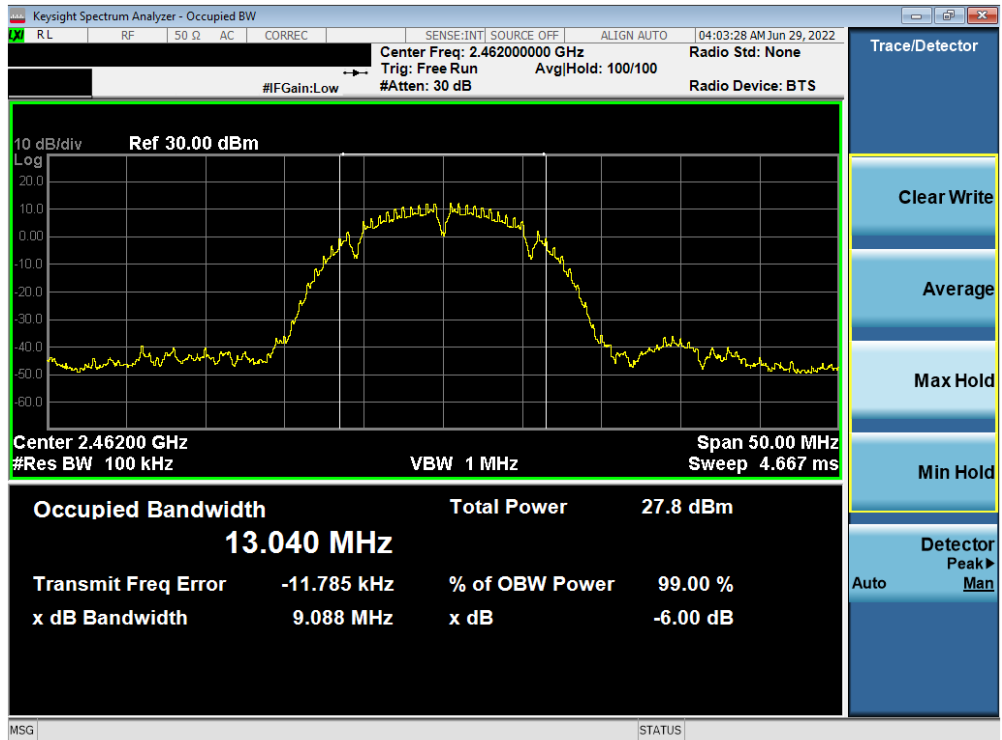 Keysight Spectrum Analyzer - Occupied BW
LXI RL RF 50 Ω AC CORREC SENSE:INT SOURCE OFF ALIGN AUTO 04:03:28 AM Jun 29, 2022
Center Freq: 2.462000000 GHz Radio Std: None
Trig: Free Run Avg|Hold: 100/100
#IFGain:Low #Atten: 30 dB Radio Device: BTS
10 dB/div Ref 30.00 dBm
Log
20.0
10.0
0.00
-10.0
-20.0
-30.0
-40.0
-50.0
-60.0
Center 2.46200 GHz Span 50.00 MHz
#Res BW 100 kHz VBW 1 MHz Sweep 4.667 ms
Occupied Bandwidth Total Power 27.8 dBm
13.040 MHz
Transmit Freq Error -11.785 kHz % of OBW Power 99.00 %
x dB Bandwidth 9.088 MHz x dB -6.00 dB
MSG STATUS
Trace/Detector
Clear Write
Average
Max Hold
Min Hold
Detector
Peak▶
Auto Man